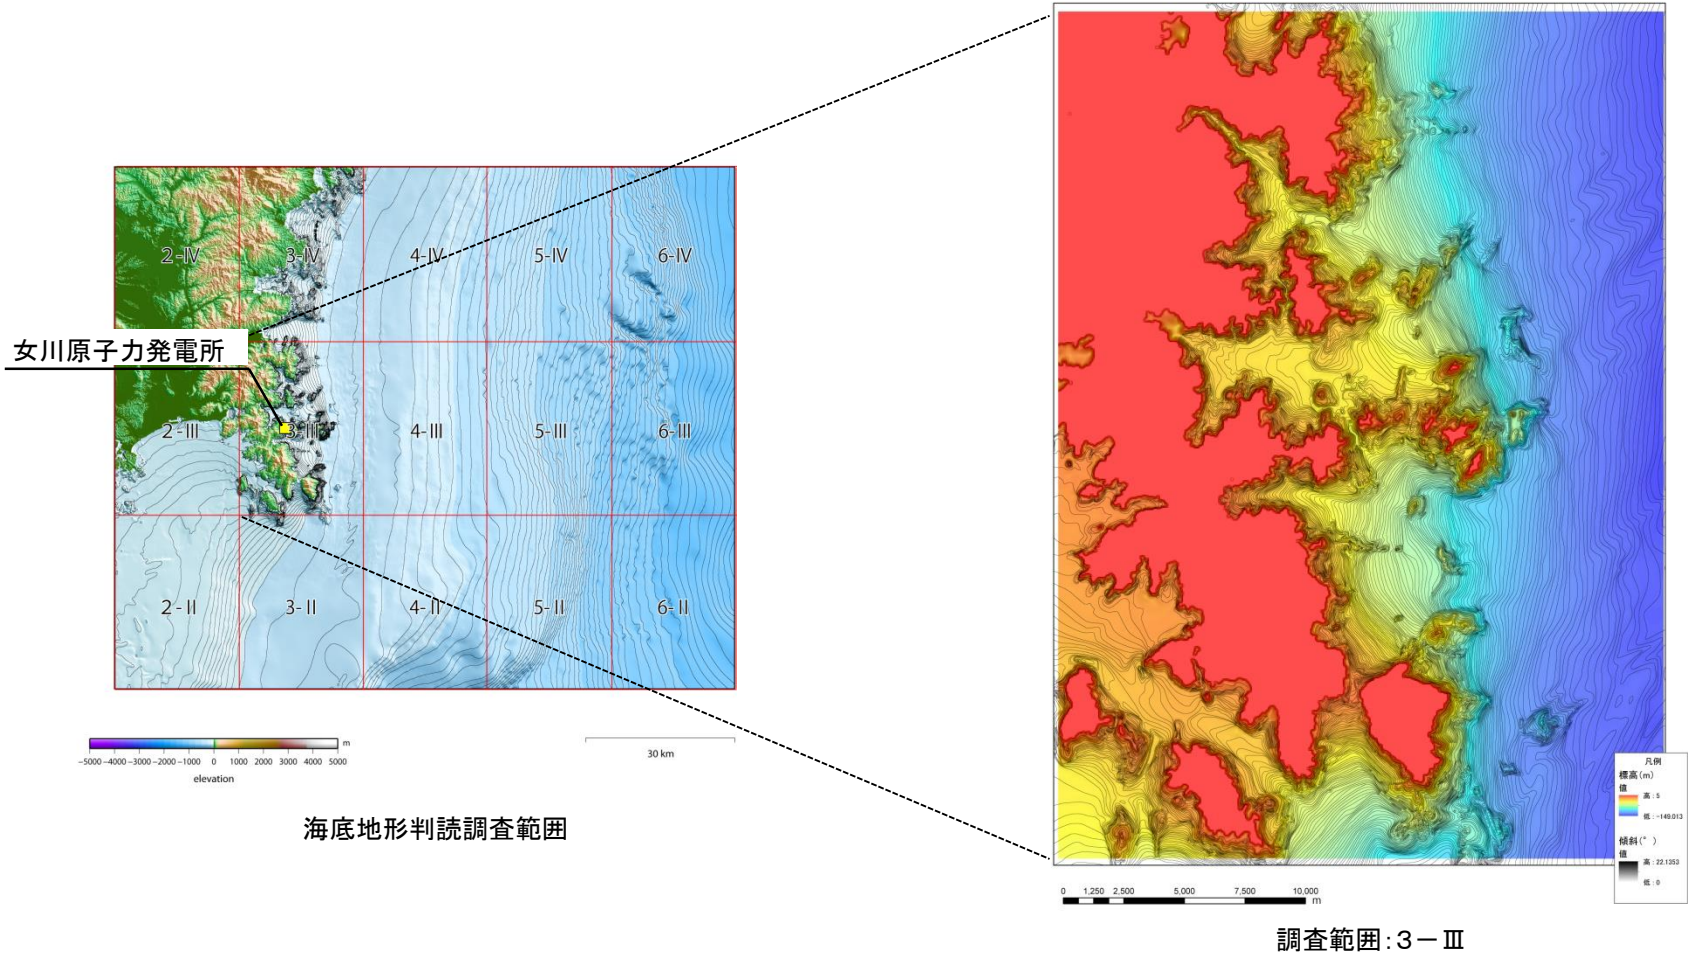 2-Ⅳ 3-Ⅳ 4-Ⅳ 5-Ⅳ 6-Ⅳ
女川原子力発電所
2-Ⅲ 3-Ⅲ 4-Ⅲ 5-Ⅲ 6-Ⅲ
2-Ⅱ 3-Ⅱ 4-Ⅱ 5-Ⅱ 6-Ⅱ
m
-5000 -4000 -3000 -2000 -1000 0 1000 2000 3000 4000 5000
elevation
30 km
海底地形判読調査範囲
凡例
標高(m)
値
高 : 5
低 : -149.013
傾斜(°)
値
高 : 22.1353
低 : 0
0 1,250 2,500 5,000 7,500 10,000
m
調査範囲:3-Ⅲ